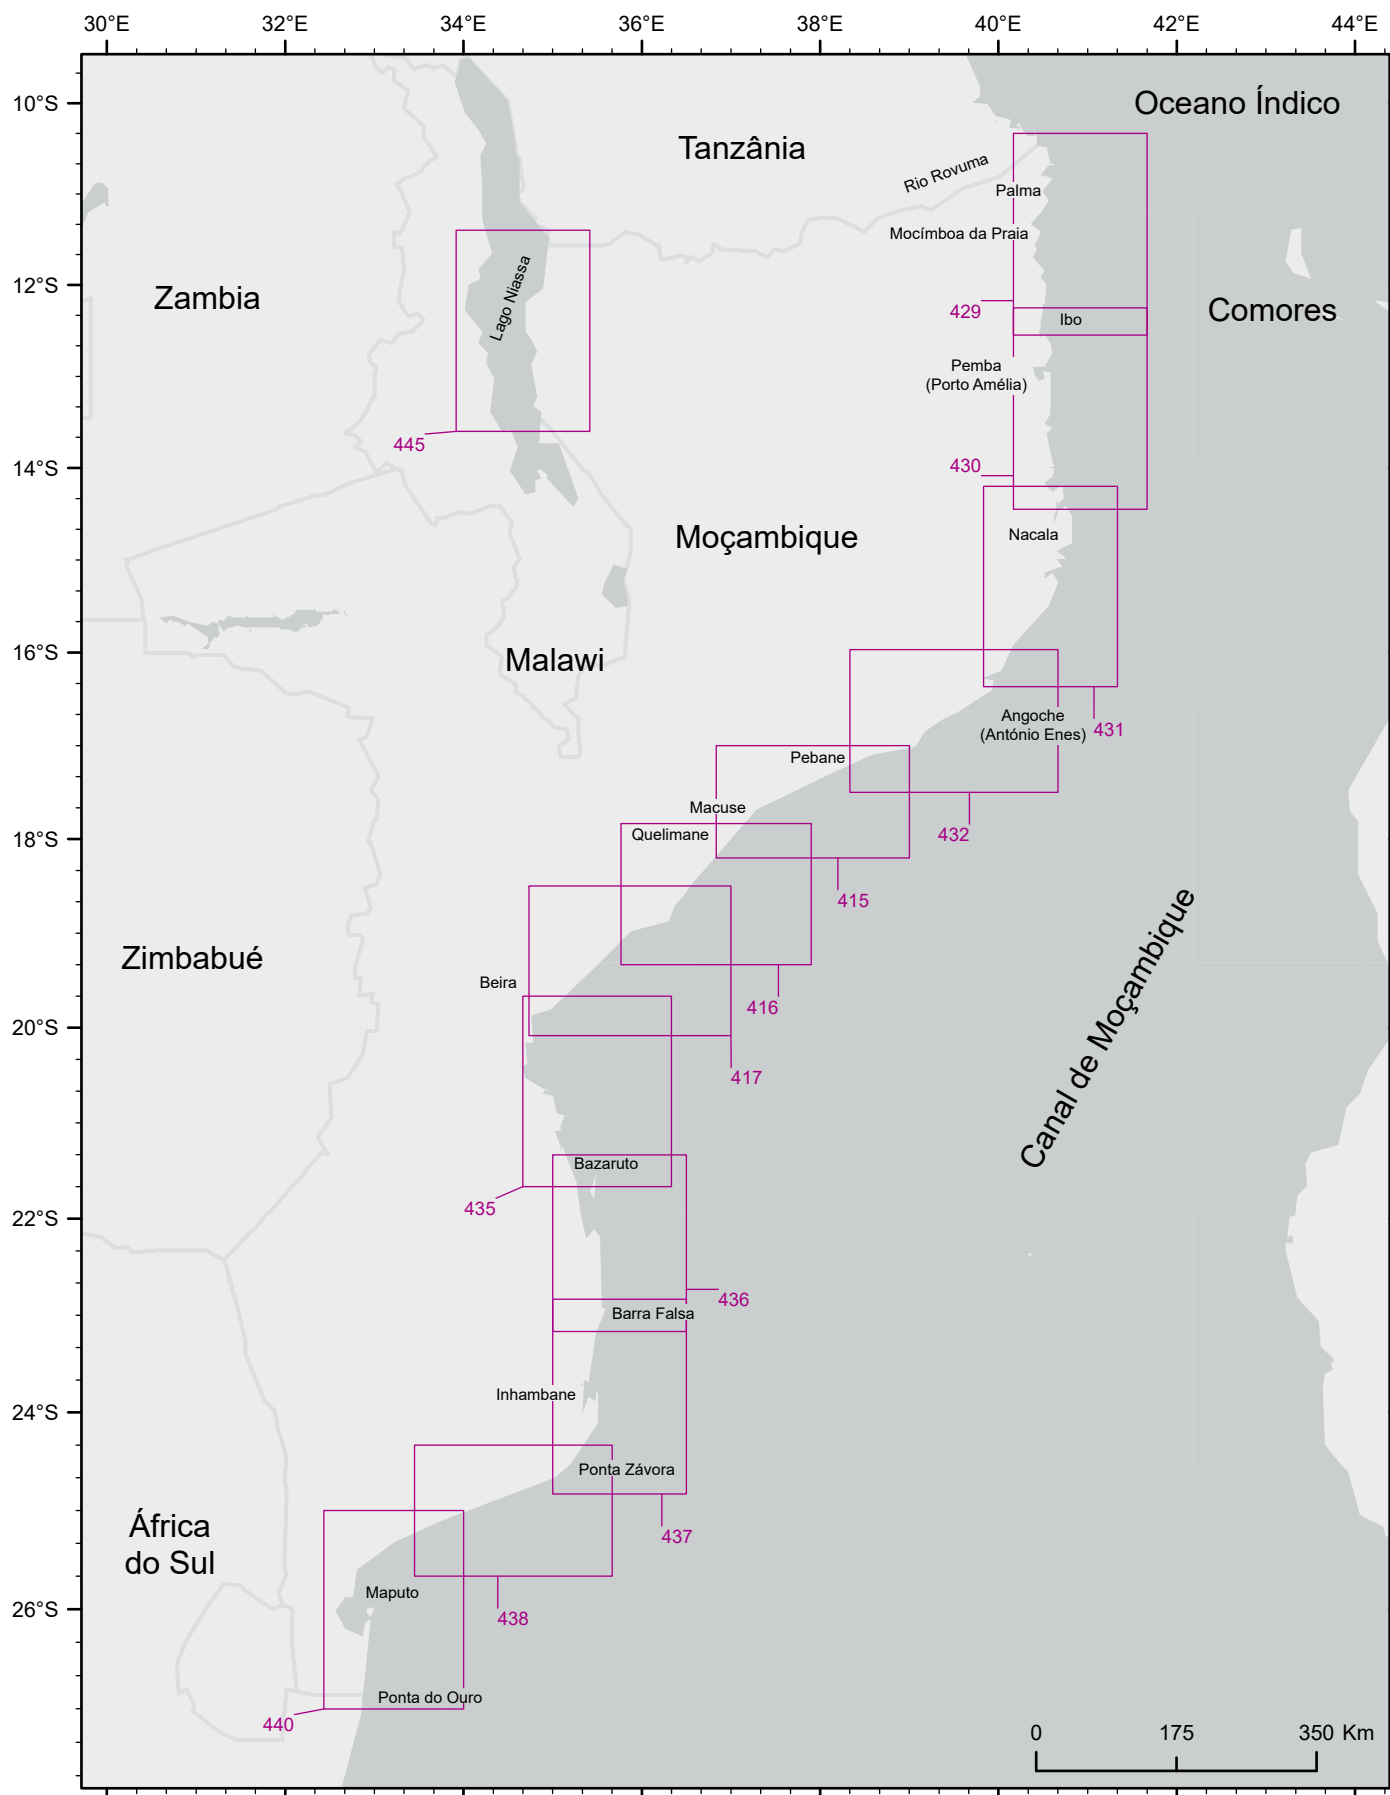 30°E 32°E 34°E 36°E 38°E 40°E 42°E 44°E
10°S
Oceano Índico
Tanzânia
Rio Rovuma
Palma
Mocímboa da Praia
12°S
Zambia
Lago Niassa
Comores
429
Ibo
Pemba
(Porto Amélia)
445
14°S
430
Moçambique
Nacala
16°S
Malawi
Angoche
(António Enes)
431
Pebane
Macuse
18°S
Quelimane
432
415
Zimbabué
Beira
416
Canal de Moçambique
20°S
417
Bazaruto
435
22°S
436
Barra Falsa
Inhambane
24°S
Ponta Závora
África
do Sul
437
Maputo
26°S
438
Ponta do Ouro
440
0 175 350 Km